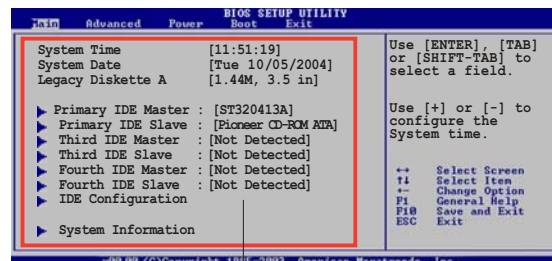 BIOS SETUP UTILITY
Main Advanced Power Boot Exit
System Time [11:51:19]
System Date [Tue 10/05/2004]
Legacy Diskette A [1.44M, 3.5 in]
Primary IDE Master : [ST320413A]
Primary IDE Slave : [Pioneer CD-ROM ATA]
Third IDE Master : [Not Detected]
Third IDE Slave : [Not Detected]
Fourth IDE Master : [Not Detected]
Fourth IDE Slave : [Not Detected]
IDE Configuration
System Information
Use [ENTER], [TAB]
or [SHIFT-TAB] to
select a field.
Use [+] or [-] to
configure the
System time.
↔ Select Screen
↑↓ Select Item
+- Change Option
F1 General Help
F10 Save and Exit
ESC Exit